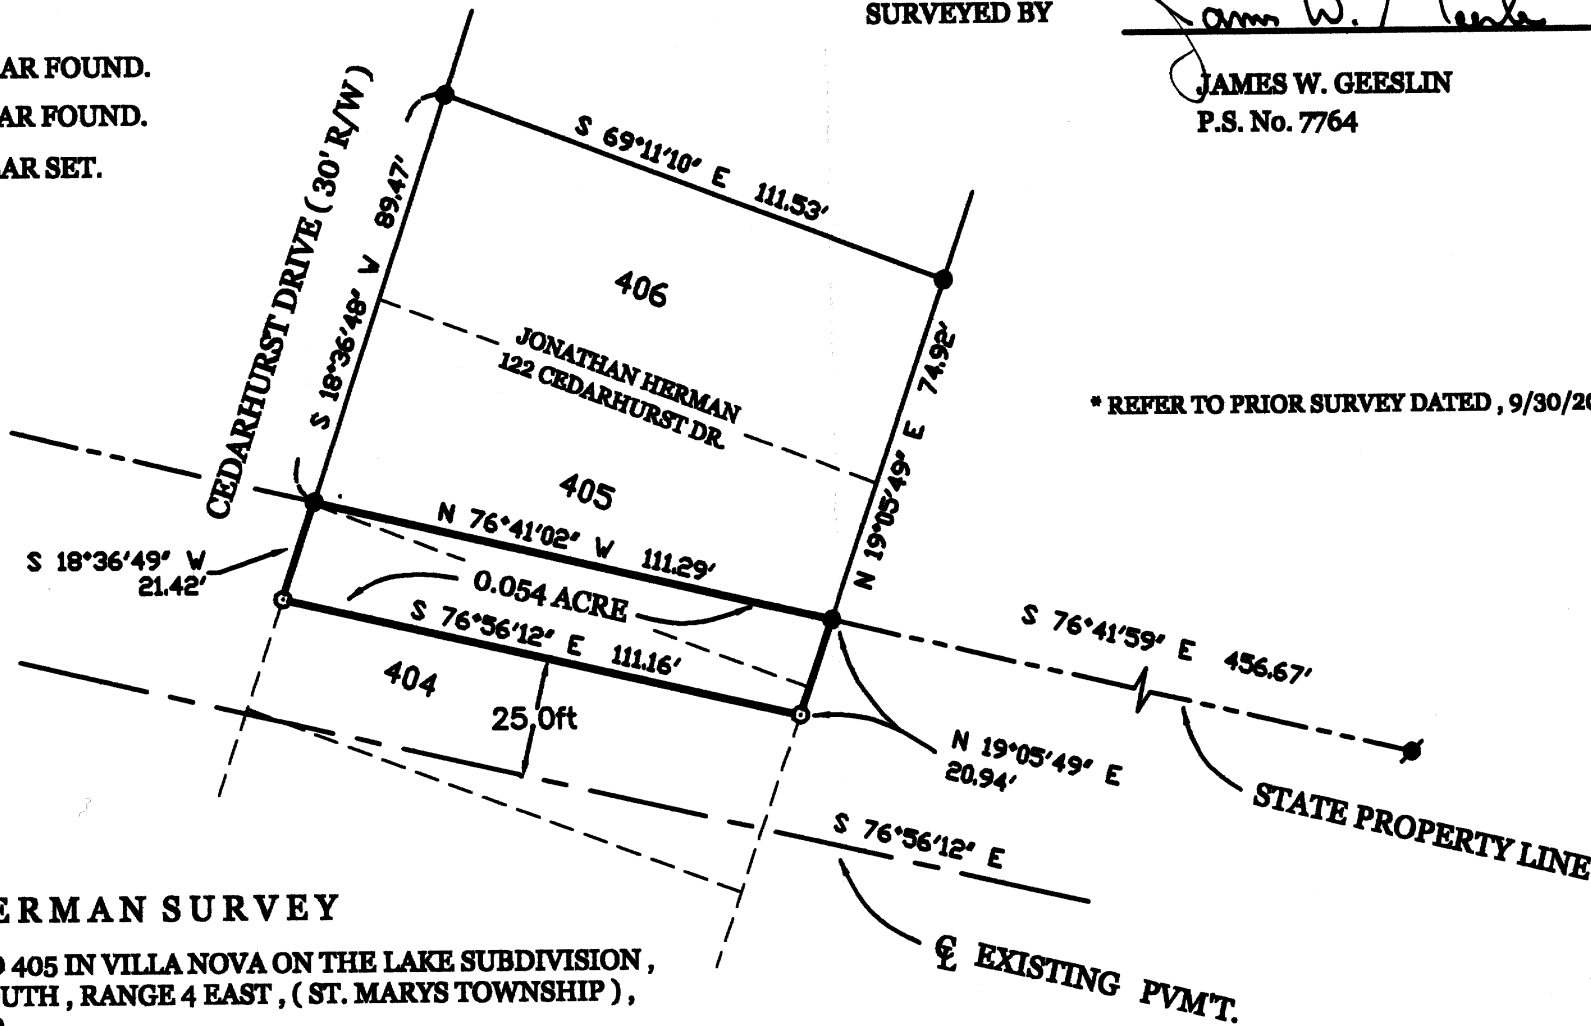 SURVEYED BY
JAMES W. GEESLIN
P.S. No. 7764
AR FOUND.
AR FOUND.
AR SET.
CEDARHURST DRIVE ( 30' R/W )
S 18°36'48" W 89.47'
S 69°11'10" E 111.53'
406
JONATHAN HERMAN
122 CEDARHURST DR.
N 19°05'49" E 74.92'
* REFER TO PRIOR SURVEY DATED , 9/30/20
405
N 76°41'02" W 111.29'
S 18°36'49" W
21.42'
0.054 ACRE
S 76°56'12" E 111.16'
404
25.0ft
S 76°41'59" E 456.67'
N 19°05'49" E
20.94'
STATE PROPERTY LINE
S 76°56'12" E
℄ EXISTING PVM'T.
ERMAN SURVEY
405 IN VILLA NOVA ON THE LAKE SUBDIVISION ,
UTH , RANGE 4 EAST , ( ST. MARYS TOWNSHIP ) ,